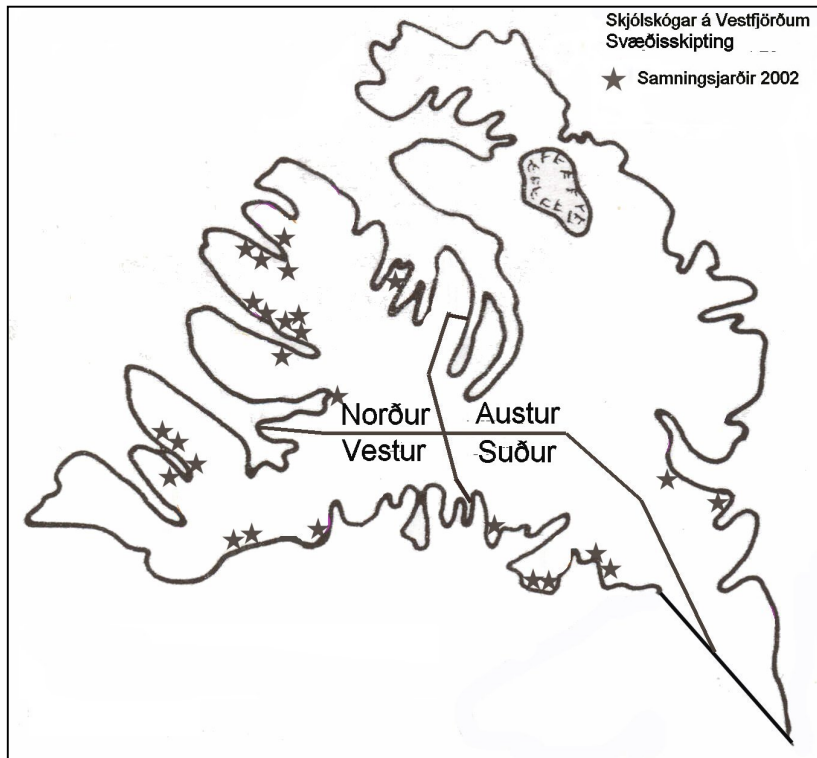 Skjólskógar á Vestfjörðum
Svæðisskipting
Samningsjarðir 2002
Norður Austur
Vestur Suður